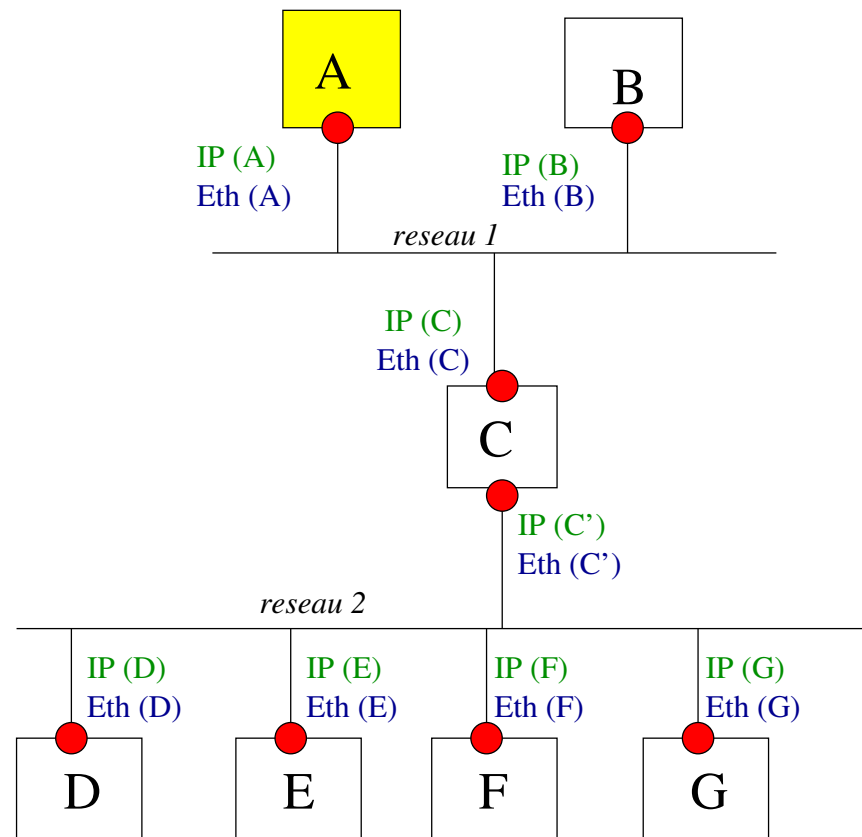 A
B
IP (A)
Eth (A)
IP (B)
Eth (B)
reseau 1
IP (C)
Eth (C)
C
IP (C’)
Eth (C’)
reseau 2
IP (D)
Eth (D)
IP (E)
Eth (E)
IP (F)
Eth (F)
IP (G)
Eth (G)
D
E
F
G